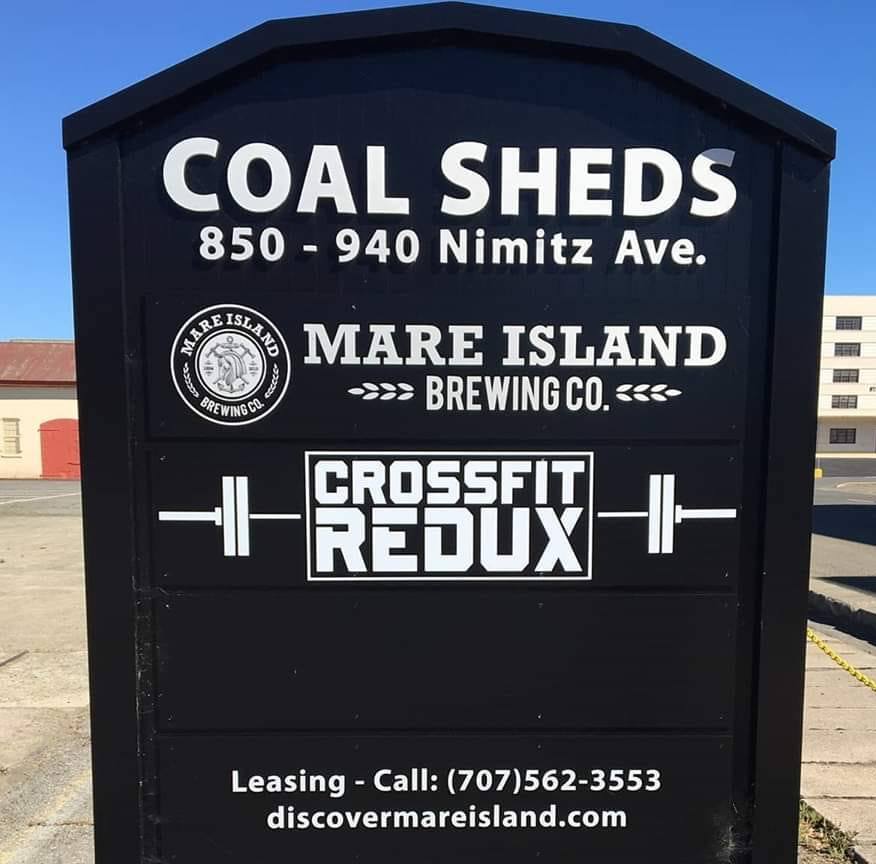 COAL SHEDS
850 - 940 Nimitz Ave.
MARE ISLAND
BREWING CO.
MARE ISLAND
BREWING CO.
CROSSFIT
REDUX
Leasing - Call: (707)562-3553
discovermareisland.com